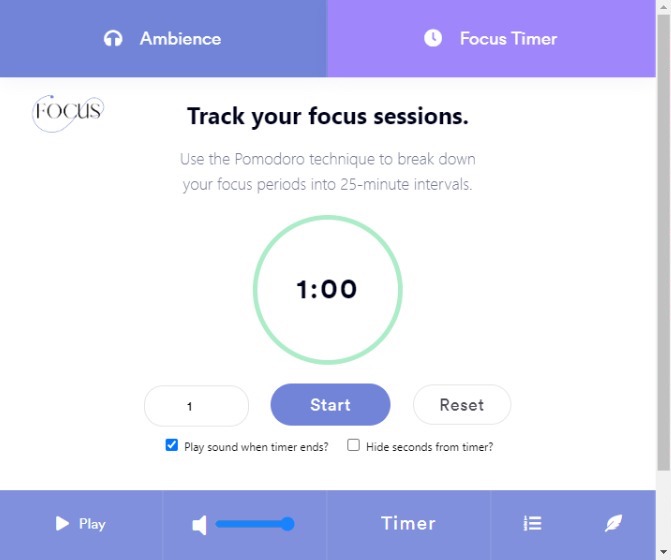 Ambience
Focus Timer
FOCUS
Track your focus sessions.
Use the Pomodoro technique to break down
your focus periods into 25-minute intervals.
1:00
1
Start
Reset
Play sound when timer ends?
Hide seconds from timer?
Play
Timer